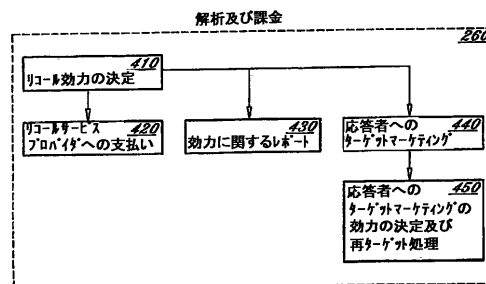 解析及び課金
260
410
リコール効力の決定
リコールサービス 420
プロバイダへの支払い
430
効力に関するレポート
応答者への 440
ターゲットマーケティング
応答者への 450
ターゲットマーケティングの
効力の決定及び
再ターゲット処理